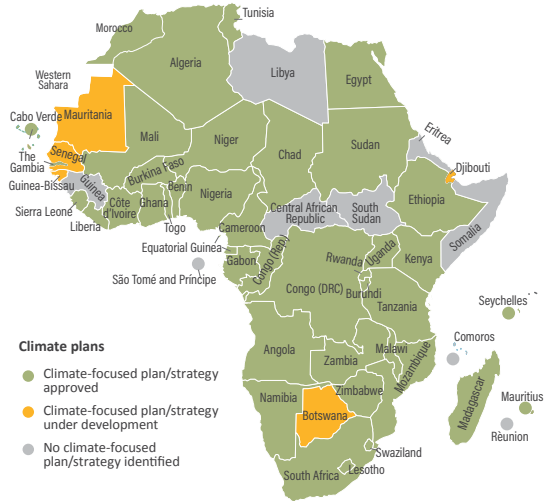 Tunisia
Morocco
Algeria
Libya
Egypt
Western
Sahara
Mauritania
Cabo Verde
Mali
Niger
Chad
Sudan
Eritrea
Senegal
The
Gambia
Djibouti
Burkina Faso
Guinea-Bissau
Guinea
Benin
Nigeria
Ethiopia
Côte
d'Ivoire
Ghana
Sierra Leone
Central African
Republic
South
Sudan
Somalia
Liberia
Togo
Cameroon
Equatorial Guinea
Gabon
Congo (Rep.)
Rwanda
Uganda
Kenya
São Tomé and Príncipe
Congo (DRC)
Burundi
Tanzania
Seychelles
Comoros
Angola
Malawi
Zambia
Mozambique
Zimbabwe
Madagascar
Mauritius
Namibia
Botswana
Rèunion
Swaziland
Lesotho
South Africa
Climate plans
Climate-focused plan/strategy
approved
Climate-focused plan/strategy
under development
No climate-focused
plan/strategy identified